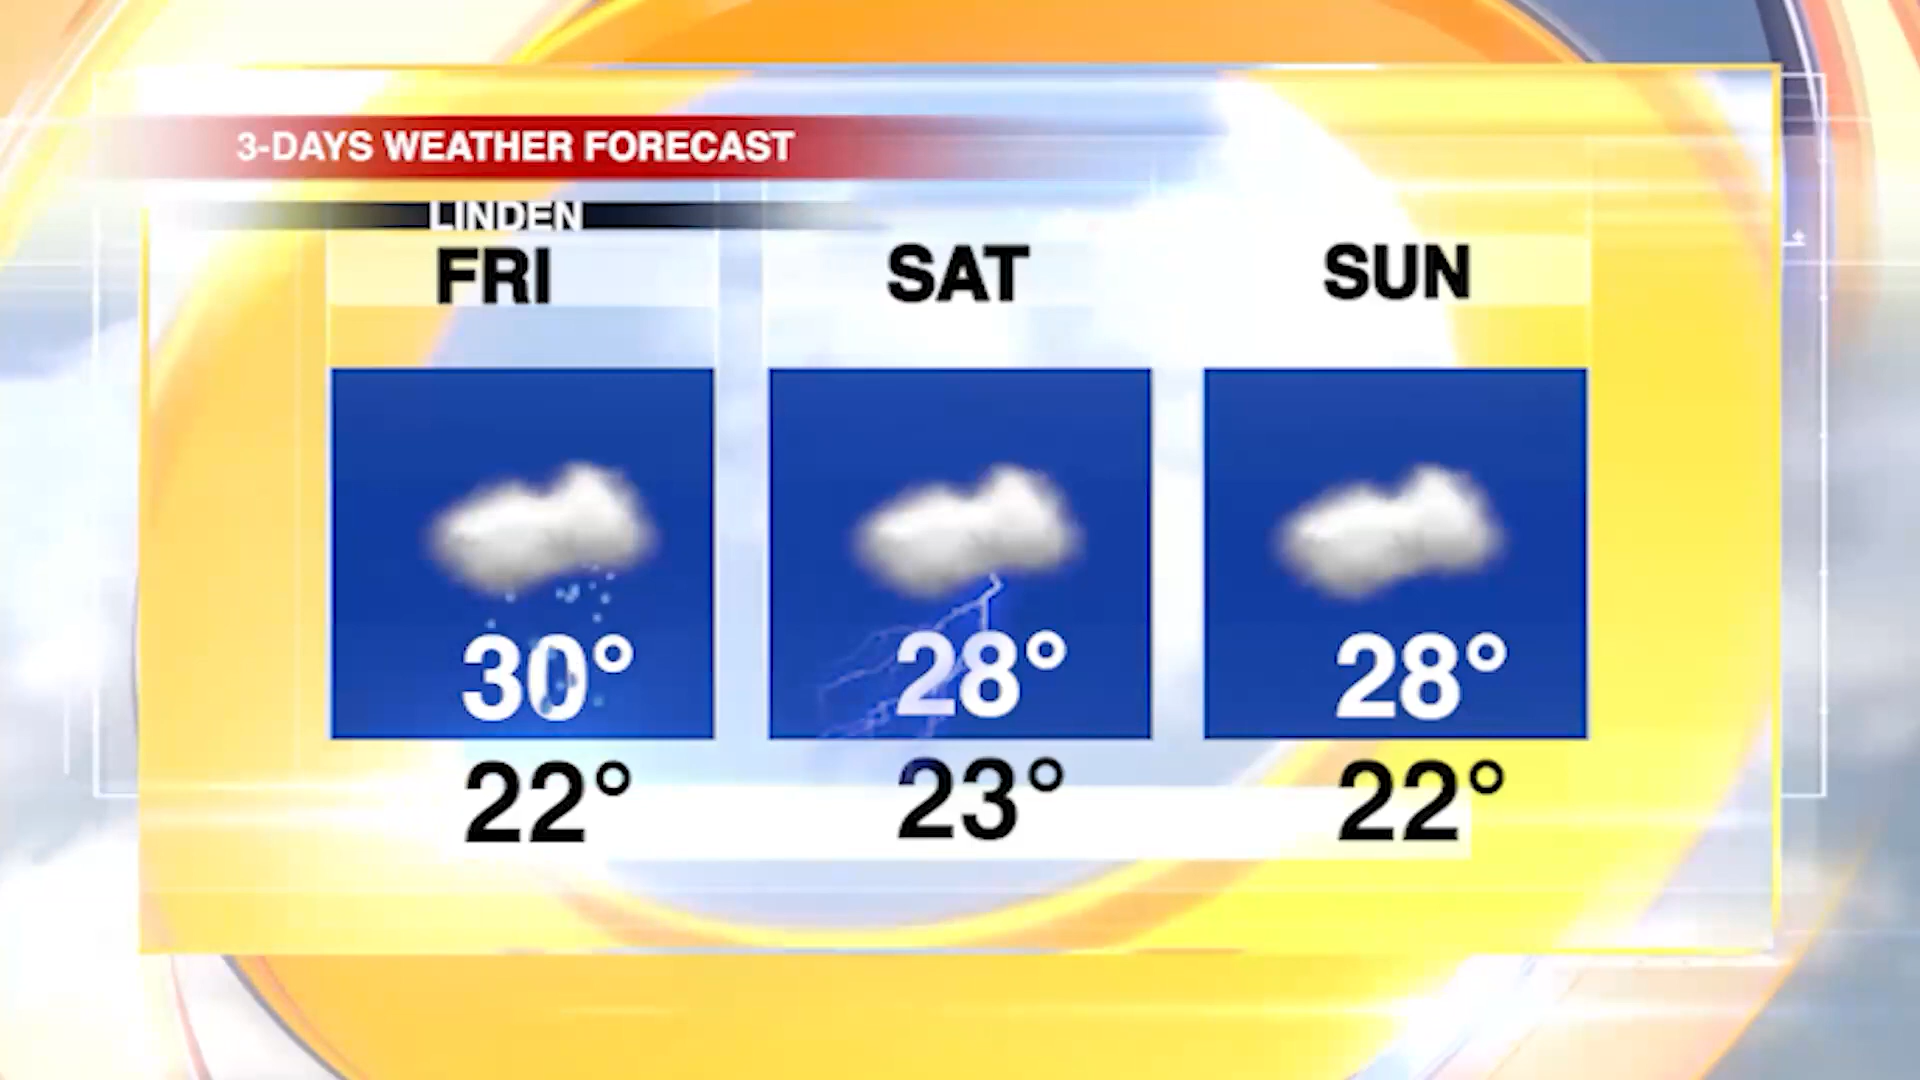 3-DAYS WEATHER FORECAST
LINDEN
FRI SAT SUN
30° 28° 28°
22° 23° 22°